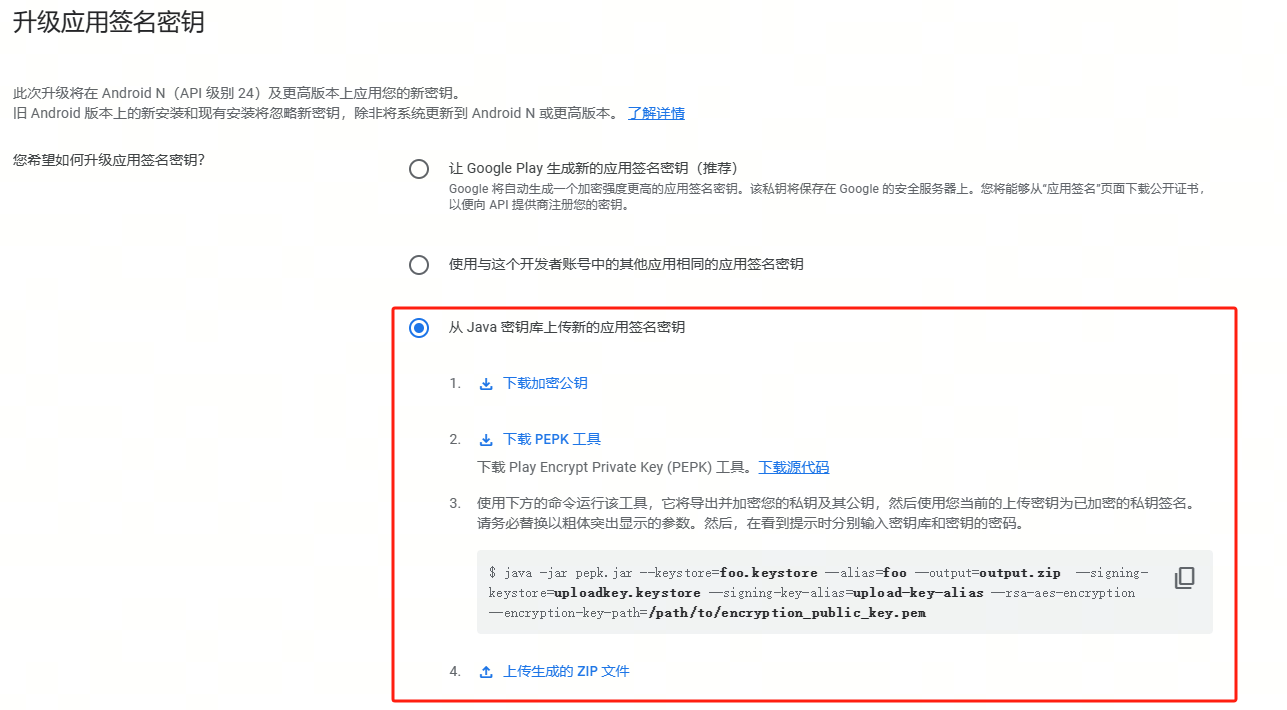 升级应用签名密钥
此次升级将在 Android N（API 级别 24）及更高版本上应用您的新密钥。
旧 Android 版本上的新安装和现有安装将忽略新密钥，除非将系统更新到 Android N 或更高版本。 了解详情
您希望如何升级应用签名密钥？
让 Google Play 生成新的应用签名密钥（推荐）
Google 将自动生成一个加密强度更高的应用签名密钥。该私钥将保存在 Google 的安全服务器上。您将能够从“应用签名”页面下载公开证书，
以便向 API 提供商注册您的密钥。
使用与这个开发者账号中的其他应用相同的应用签名密钥
从 Java 密钥库上传新的应用签名密钥
1. 下载加密公钥
2. 下载 PEPK 工具
下载 Play Encrypt Private Key (PEPK) 工具。下载源代码
3. 使用下方的命令运行该工具，它将导出并加密您的私钥及其公钥，然后使用您当前的上传密钥为已加密的私钥签名。
请务必替换以粗体突出显示的参数。然后，在看到提示时分别输入密钥库和密钥的密码。
$ java -jar pepk.jar --keystore=foo.keystore --alias=foo --output=output.zip --signing-
keystore=uploadkey.keystore --signing-key-alias=upload-key-alias --rsa-aes-encryption
--encryption-key-path=/path/to/encryption_public_key.pem
4. 上传生成的 ZIP 文件